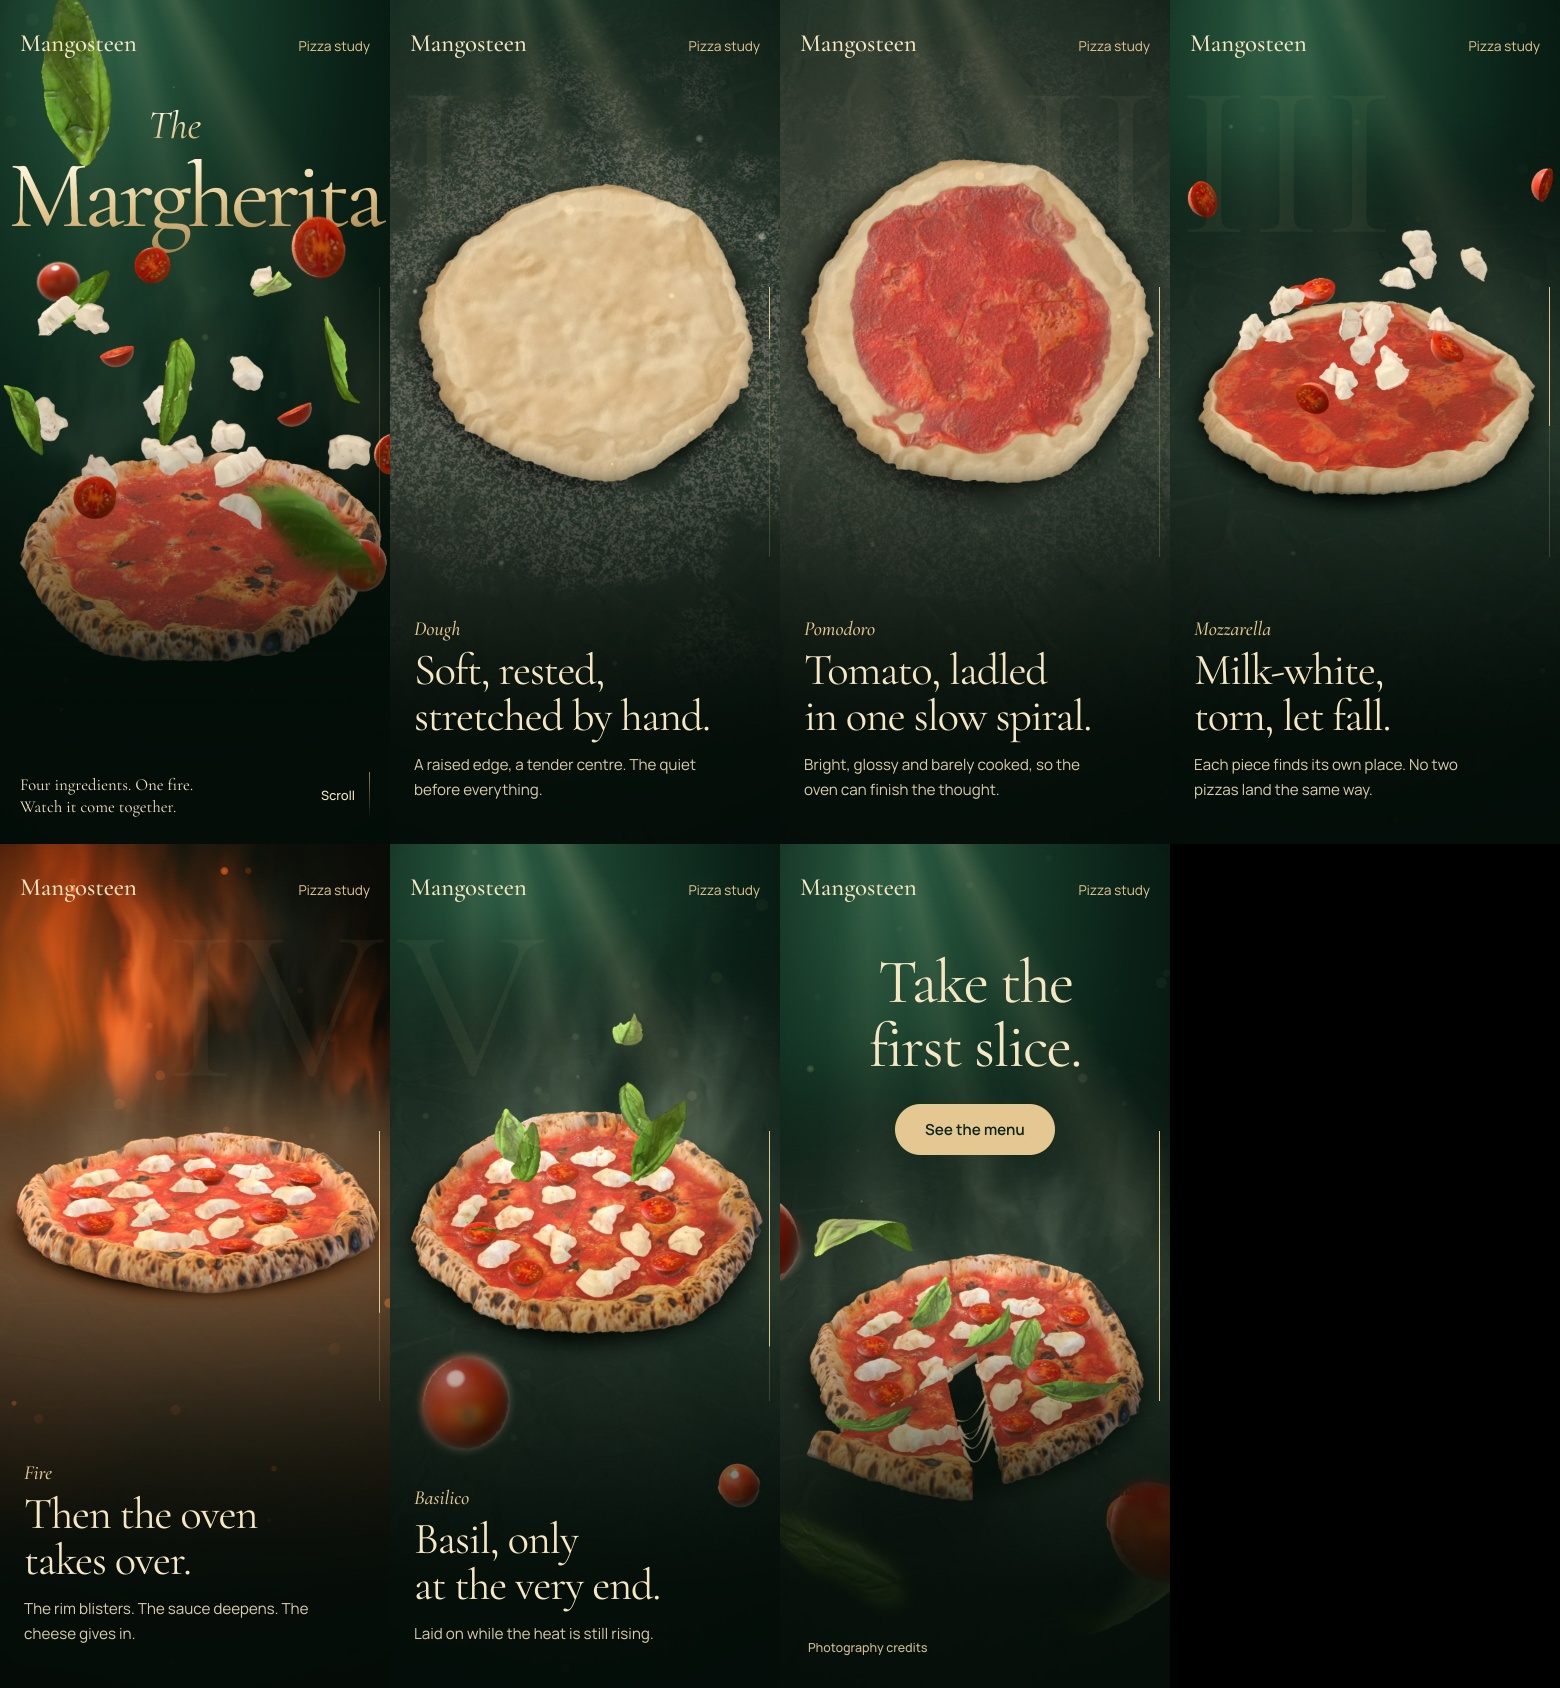 Mangosteen
Pizza study
The
Margherita
Four ingredients. One fire.
Watch it come together.
Scroll
Mangosteen
Pizza study
I
Dough
Soft, rested,
stretched by hand.
A raised edge, a tender centre. The quiet
before everything.
Mangosteen
Pizza study
II
Pomodoro
Tomato, ladled
in one slow spiral.
Bright, glossy and barely cooked, so the
oven can finish the thought.
Mangosteen
Pizza study
III
Mozzarella
Milk-white,
torn, let fall.
Each piece finds its own place. No two
pizzas land the same way.
Mangosteen
Pizza study
IV
Fire
Then the oven
takes over.
The rim blisters. The sauce deepens. The
cheese gives in.
Mangosteen
Pizza study
V
Basilico
Basil, only
at the very end.
Laid on while the heat is still rising.
Mangosteen
Pizza study
Take the
first slice.
See the menu
Photography credits